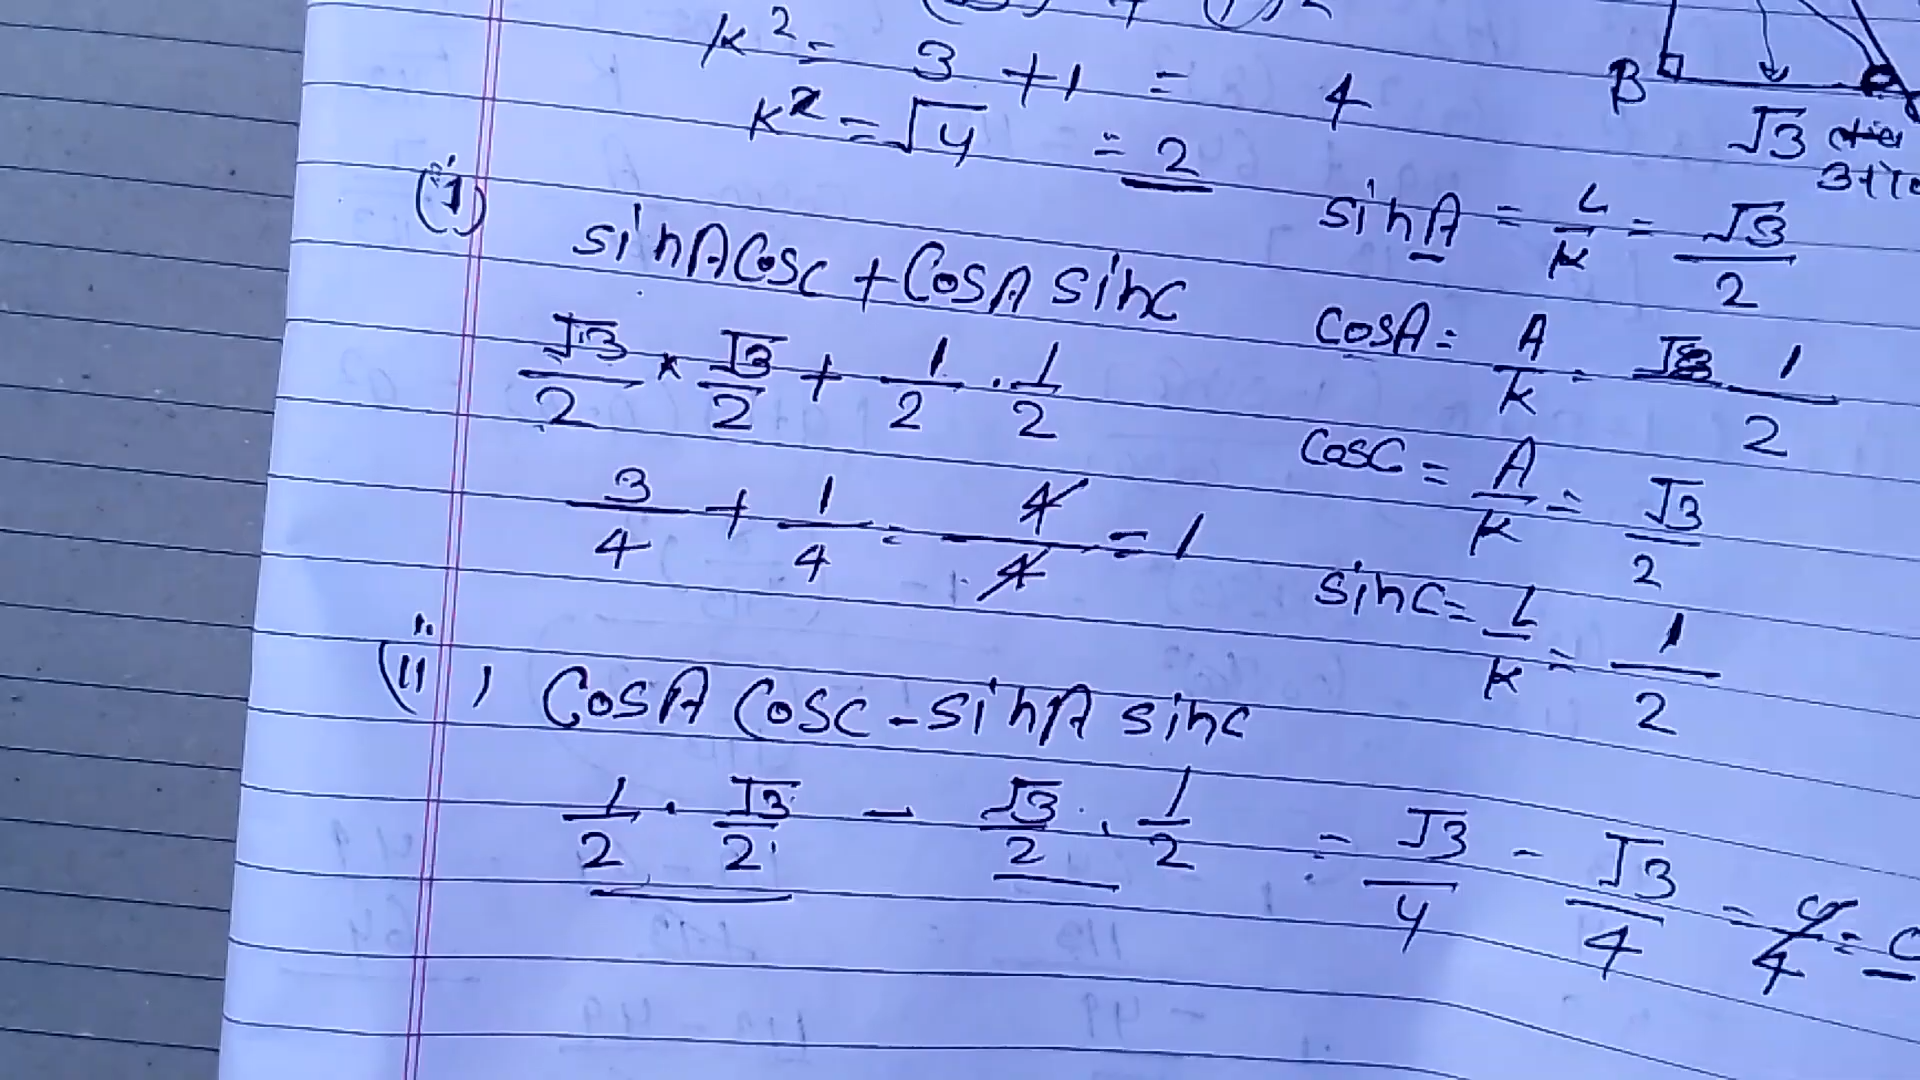 k² = 3 + 1 = 4
k² = √4 = 2
B
√3
(i)
sinA = L/K = √3/2
sinA cosC + cosA sinC
cosA = A/K = 1/2
√3/2 × √3/2 + 1/2 . 1/2
cosC = A/K = √3/2
3/4 + 1/4 = 4/4 = 1
sinC = L/K = 1/2
(ii) , cosA cosC - sinA sinC
1/2 . √3/2 - √3/2 . 1/2 = √3/4 - √3/4 = 0/4 =